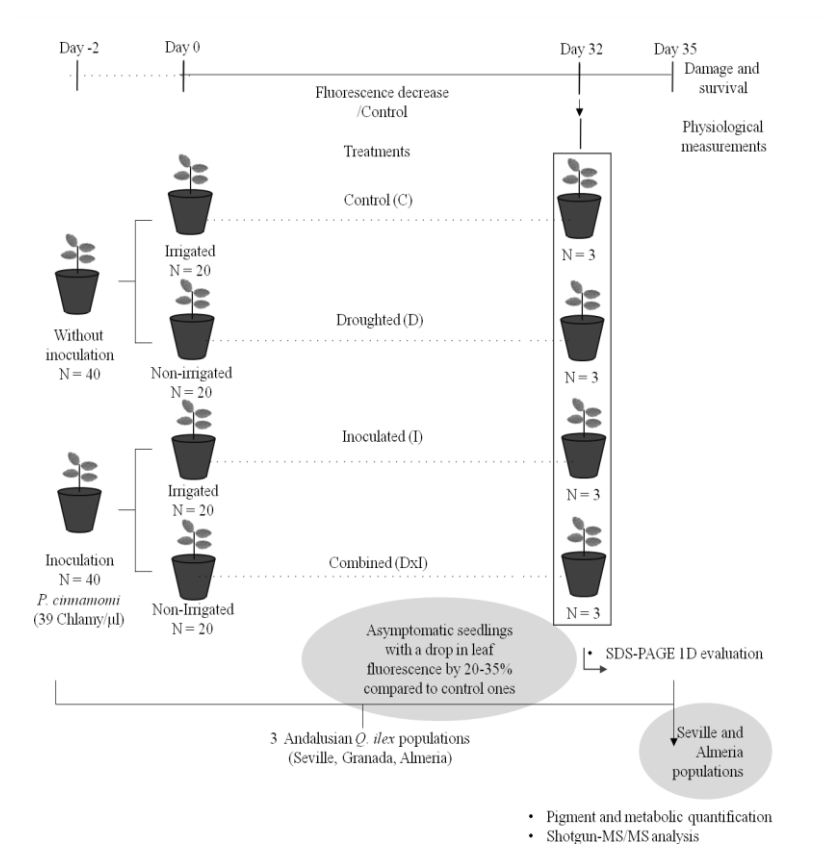 Day -2
Day 0
Day 32
Day 35
Damage and
survival
Fluorescence decrease
/Control
Physiological
measurements
Treatments
Control (C)
Irrigated
N = 20
N = 3
Without
inoculation
N = 40
Droughted (D)
Non-irrigated
N = 20
N = 3
Inoculated (I)
Irrigated
N = 20
N = 3
Inoculation
N = 40
P. cinnamomi
(39 Chlamy/µl)
Combined (DxI)
Non-Irrigated
N = 20
N = 3
Asymptomatic seedlings
with a drop in leaf
fluorescence by 20-35%
compared to control ones
• SDS-PAGE 1D evaluation
3 Andalusian Q. ilex populations
(Seville, Granada, Almeria)
Seville and
Almeria
populations
• Pigment and metabolic quantification
• Shotgun-MS/MS analysis